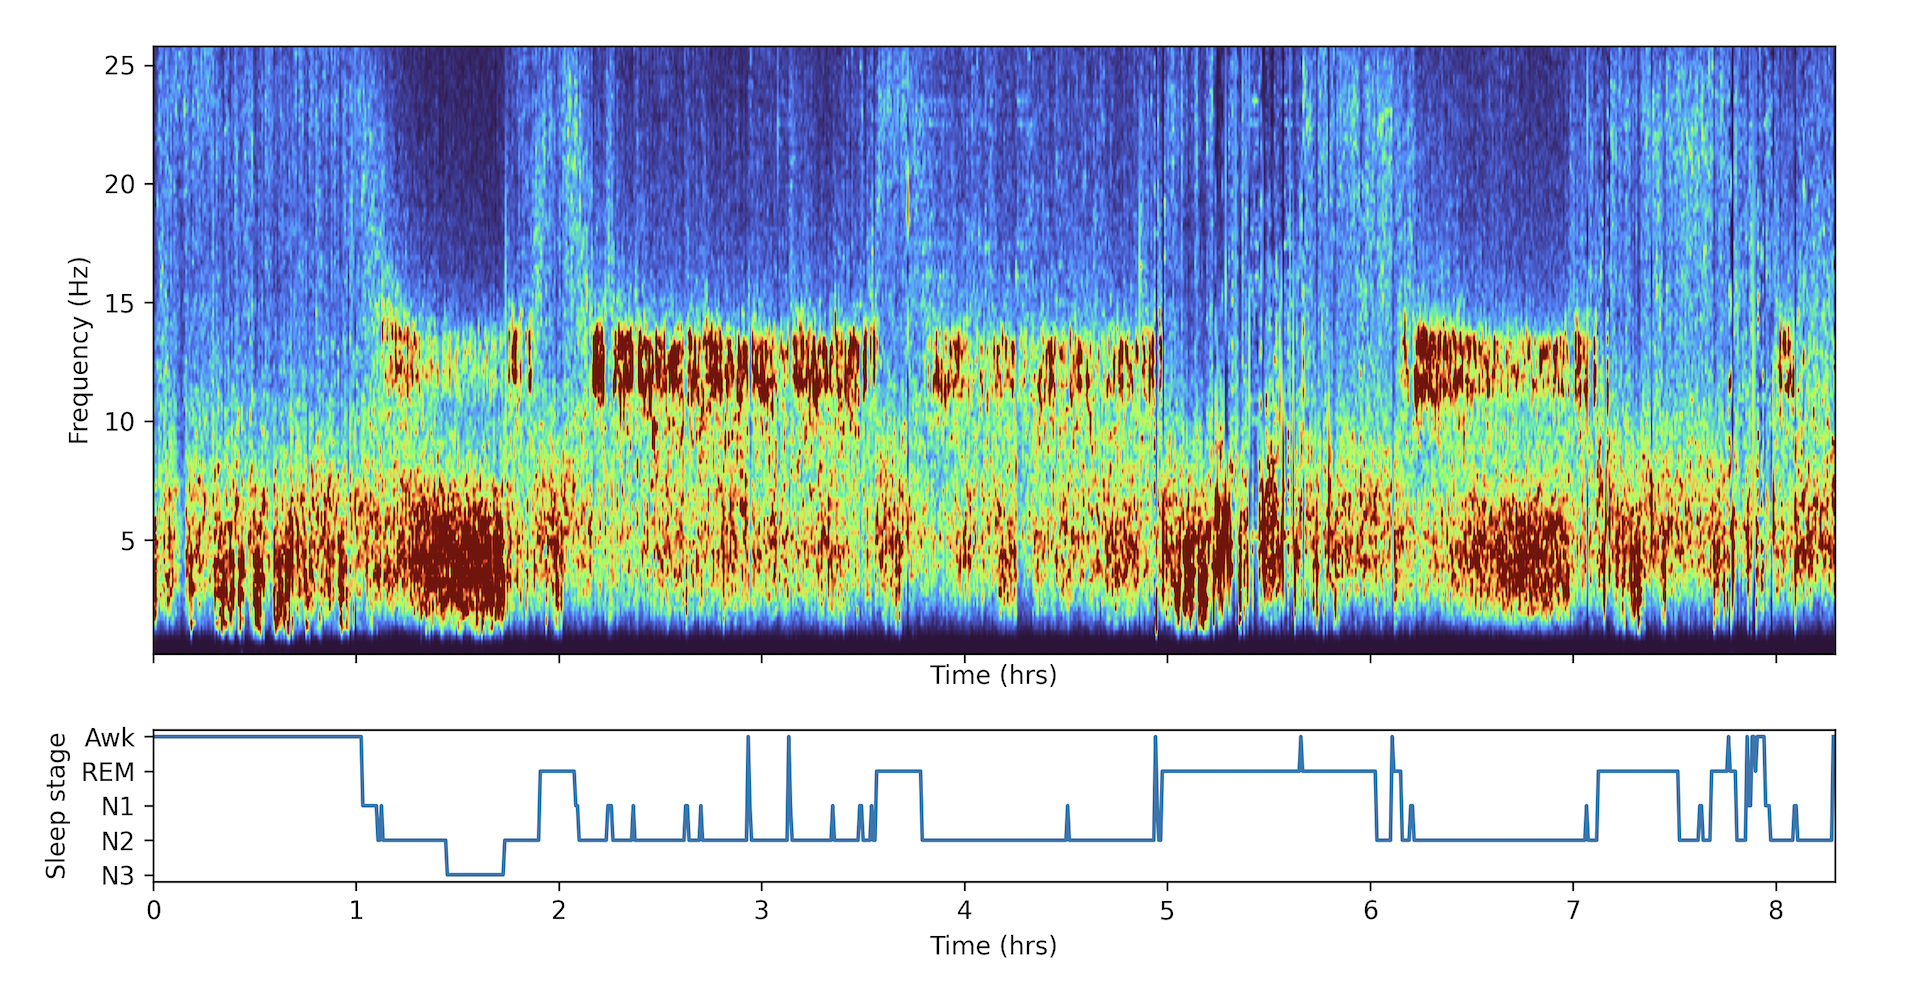 25
20
15
10
5
Frequency (Hz)
Time (hrs)
Awk
REM
N1
N2
N3
Sleep stage
0 1 2 3 4 5 6 7 8
Time (hrs)